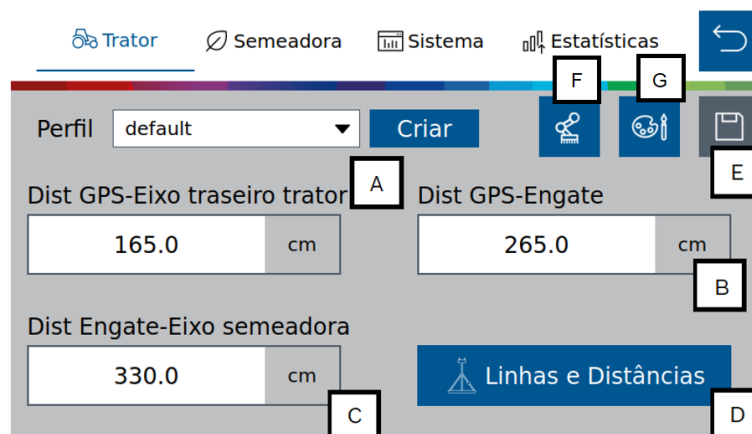 Trator Semeadora Sistema Estatísticas
F G
Perfil default Criar
E
A
Dist GPS-Eixo traseiro trator Dist GPS-Engate
165.0 cm 265.0 cm
B
Dist Engate-Eixo semeadora
330.0 cm Linhas e Distâncias
C D